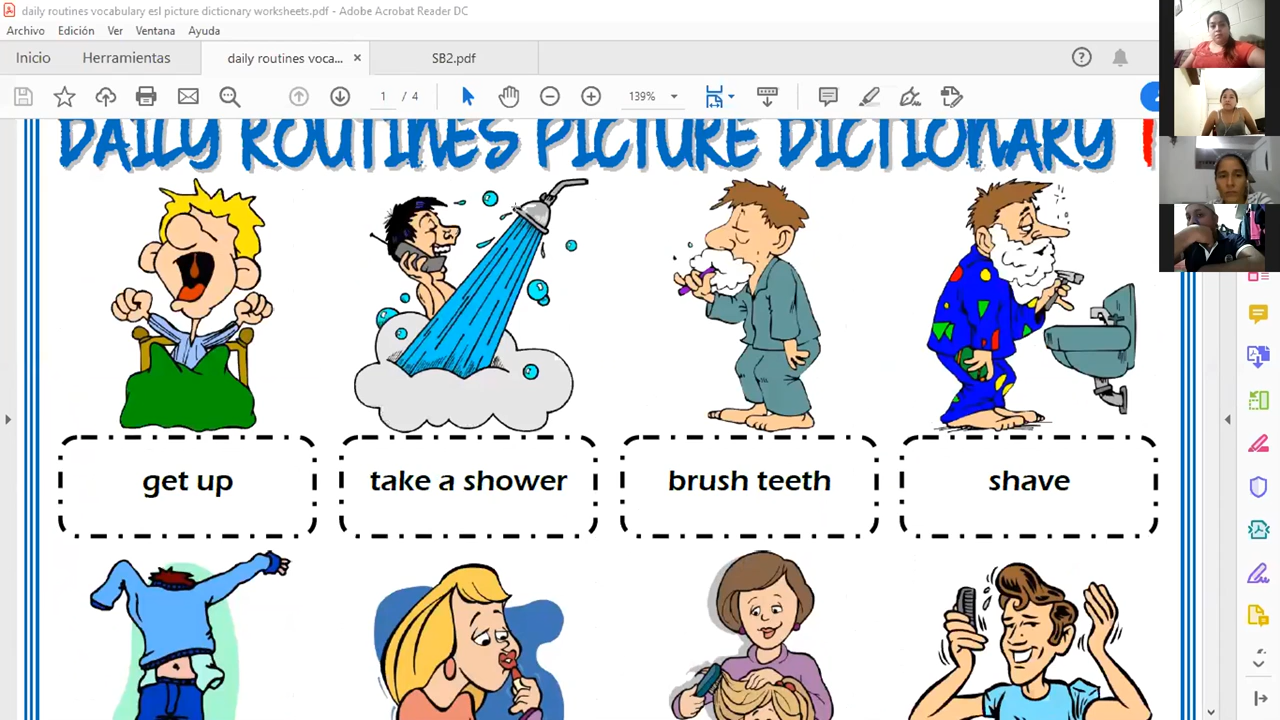 daily routines vocabulary esl picture dictionary worksheets.pdf - Adobe Acrobat Reader DC
Archivo Edición Ver Ventana Ayuda
Inicio Herramientas daily routines voca... × SB2.pdf
1 / 4 139%
DAILY ROUTINES PICTURE DICTIONARY
get up take a shower brush teeth shave